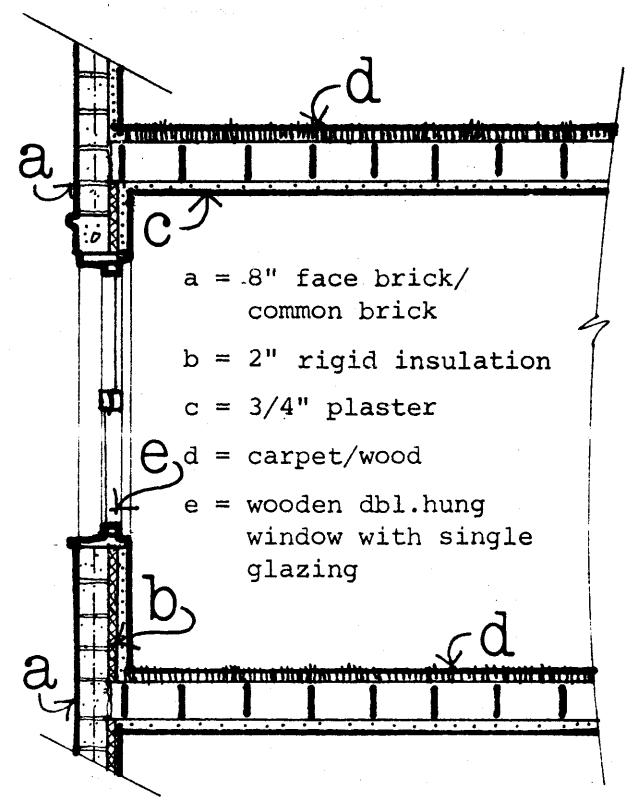 d
a
c
a = 8" face brick/
common brick
b = 2" rigid insulation
c = 3/4" plaster
d = carpet/wood
e
e = wooden dbl.hung
window with single
glazing
b
d
a